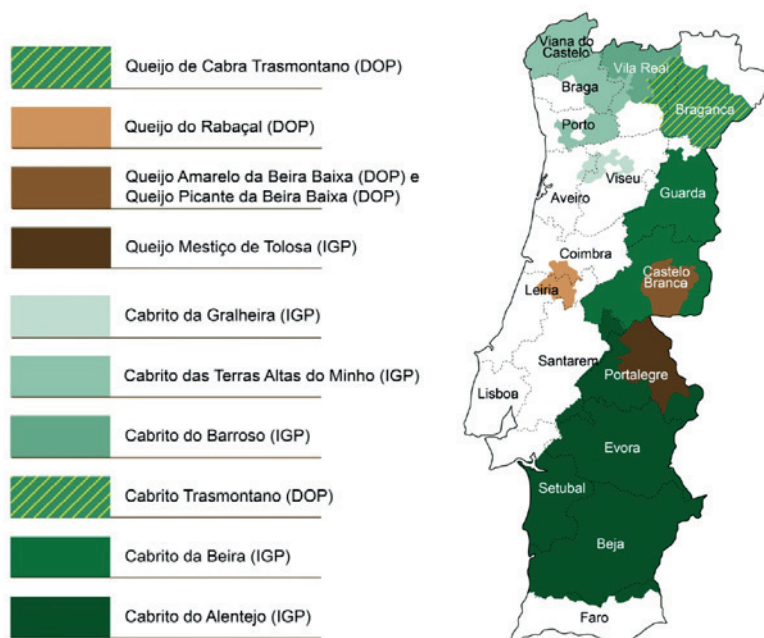 Queijo de Cabra Trasmontano (DOP)
Queijo do Rabaçal (DOP)
Queijo Amarelo da Beira Baixa (DOP) e
Queijo Picante da Beira Baixa (DOP)
Queijo Mestiço de Tolosa (IGP)
Cabrito da Gralheira (IGP)
Cabrito das Terras Altas do Minho (IGP)
Cabrito do Barroso (IGP)
Cabrito Trasmontano (DOP)
Cabrito da Beira (IGP)
Cabrito do Alentejo (IGP)
Viana do
Castelo
Vila Real
Braga
Bragança
Porto
Viseu
Aveiro
Guarda
Coimbra
Castelo
Branca
Leiria
Santarem
Portalegre
Lisboa
Evora
Setubal
Beja
Faro